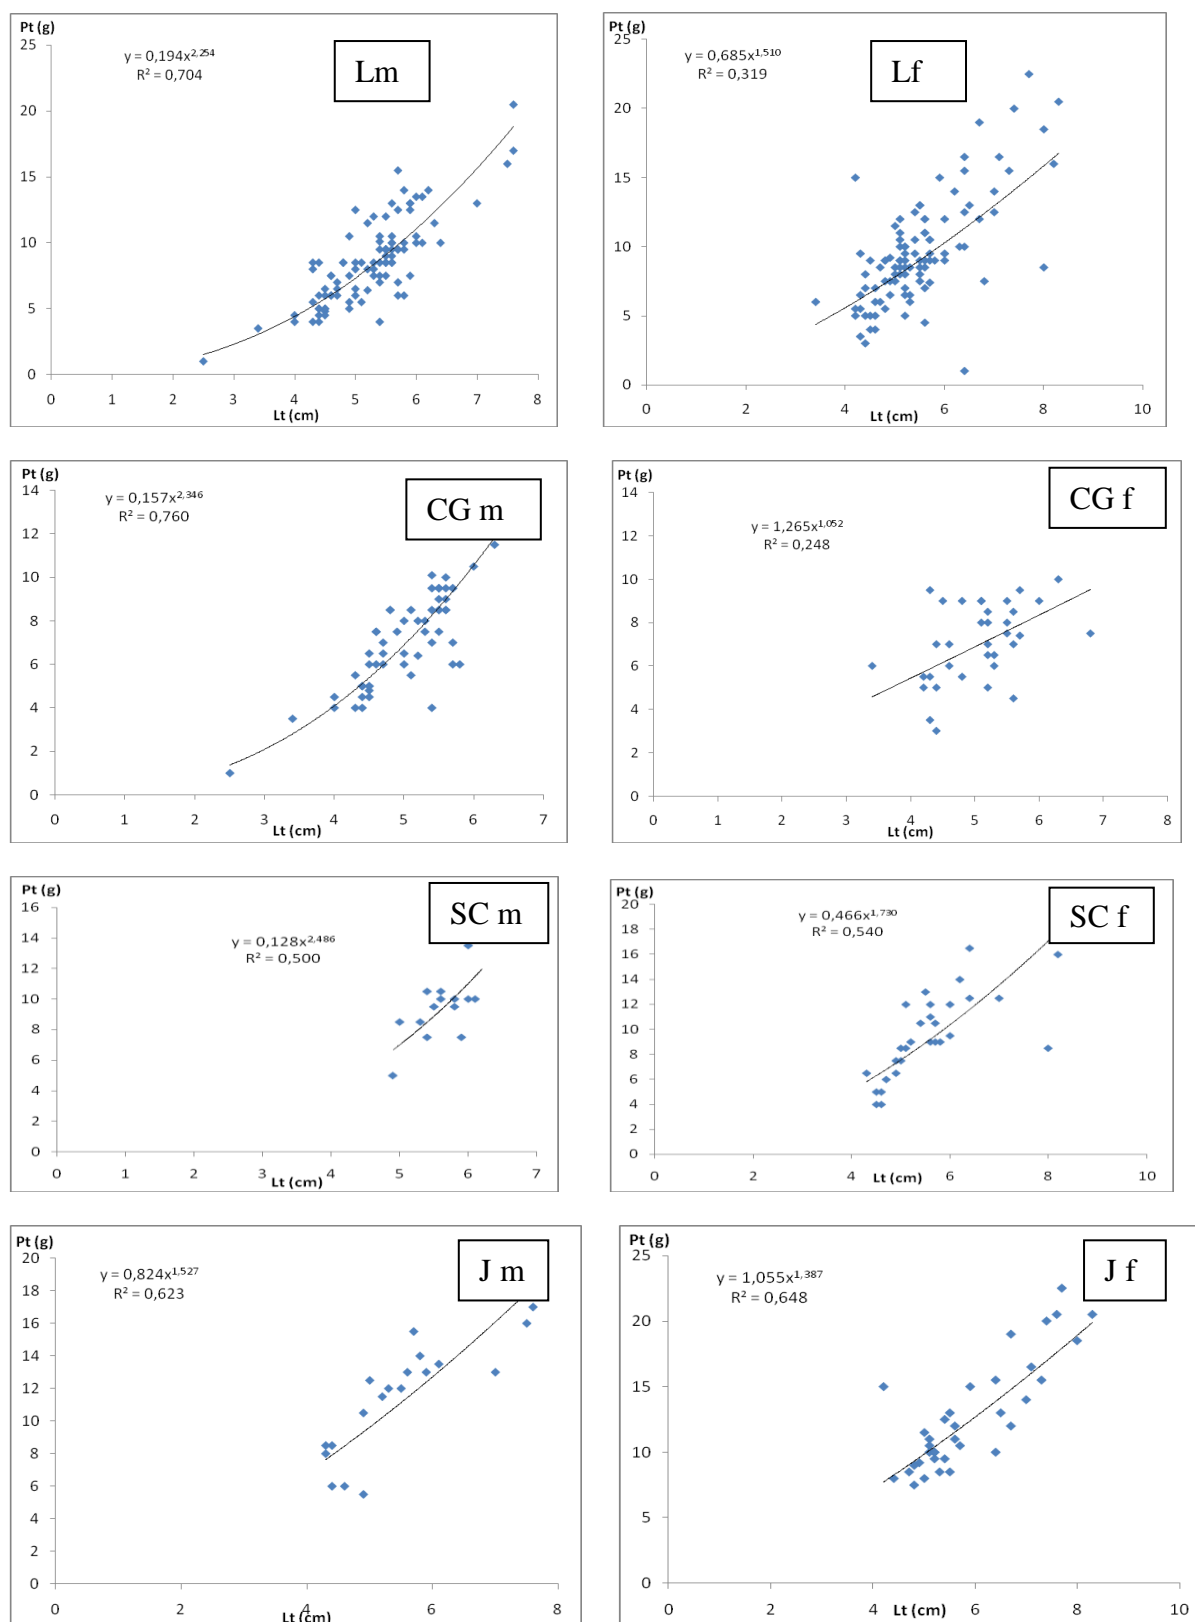 Pt (g)
y = 0,194x^2,254
R² = 0,704
Lm
25
20
15
10
5
0
0 1 2 3 4 5 6 7 8
Lt (cm)
Pt (g)
y = 0,685x^1,510
R² = 0,319
Lf
25
20
15
10
5
0
0 2 4 6 8 10
Lt (cm)
Pt (g)
y = 0,157x^2,346
R² = 0,760
CG m
14
12
10
8
6
4
2
0
0 1 2 3 4 5 6 7
Lt (cm)
Pt (g)
y = 1,265x^1,052
R² = 0,248
CG f
14
12
10
8
6
4
2
0
0 1 2 3 4 5 6 7 8
Lt (cm)
Pt (g)
y = 0,128x^2,486
R² = 0,500
SC m
16
14
12
10
8
6
4
2
0
0 1 2 3 4 5 6 7
Lt (cm)
Pt (g)
y = 0,466x^1,730
R² = 0,540
SC f
20
18
16
14
12
10
8
6
4
2
0
0 2 4 6 8 10
Lt (cm)
Pt (g)
y = 0,824x^1,527
R² = 0,623
J m
20
18
16
14
12
10
8
6
4
2
0
0 2 4 6 8
Lt (cm)
Pt (g)
y = 1,055x^1,387
R² = 0,648
J f
25
20
15
10
5
0
0 2 4 6 8 10
Lt (cm)